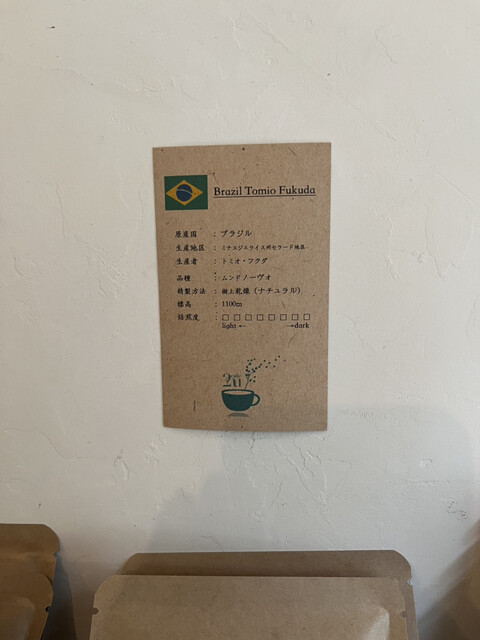 Brazil Tomio Fukuda
原産国 : ブラジル
生産地区 : ミナスジェライス州セラード地区
生産者 : トミオ・フクダ
品種 : ムンドノーヴォ
精製方法 : 樹上乾燥 (ナチュラル)
標高 : 1100m
焙煎度 : □ □ □ □ □ □ □ □
light ← →dark